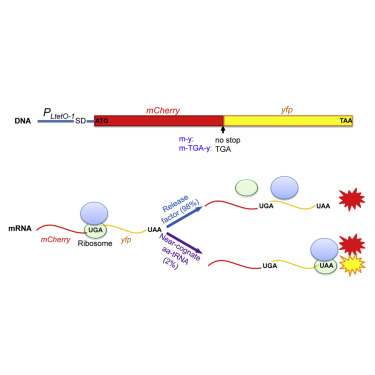 mCherry
yfp
P_LtetO-1
DNA
SD
ATG
TAA
m-y: no stop
m-TGA-y: TGA
Release factor (98%)
UGA
UAA
mRNA
UGA
UAA
mCherry
Ribosome
yfp
Near-cognate aa-tRNA (2%)
UGA
UAA